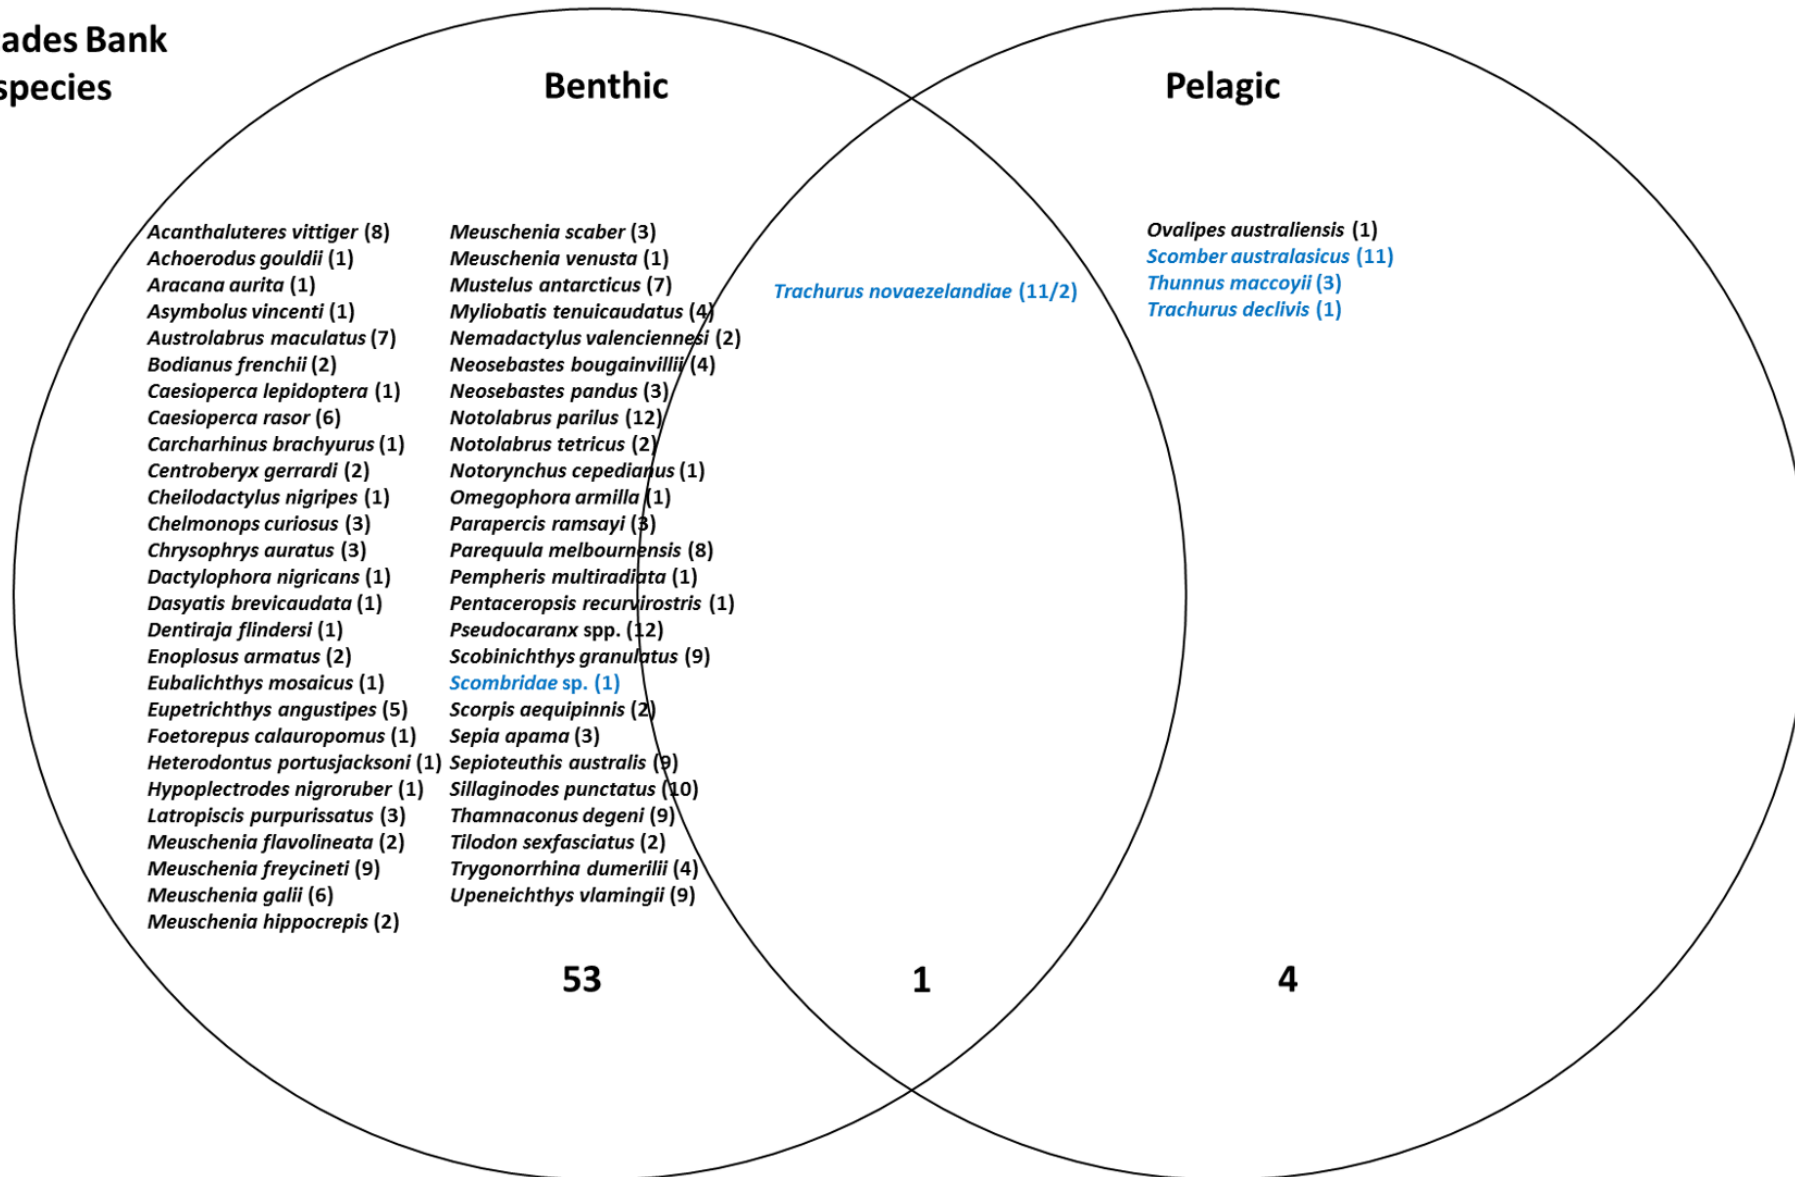 ades Bank
species
Benthic
Pelagic
Acanthaluteres vittiger (8)
Achoerodus gouldii (1)
Aracana aurita (1)
Asymbolus vincenti (1)
Austrolabrus maculatus (7)
Bodianus frenchii (2)
Caesioperca lepidoptera (1)
Caesioperca rasor (6)
Carcharhinus brachyurus (1)
Centroberyx gerrardi (2)
Cheilodactylus nigripes (1)
Chelmonops curiosus (3)
Chrysophrys auratus (3)
Dactylophora nigricans (1)
Dasyatis brevicaudata (1)
Dentiraja flindersi (1)
Enoplosus armatus (2)
Eubalichthys mosaicus (1)
Eupetrichthys angustipes (5)
Foetorepus calauropomus (1)
Heterodontus portusjacksoni (1)
Hypoplectrodes nigroruber (1)
Latropiscis purpurissatus (3)
Meuschenia flavolineata (2)
Meuschenia freycineti (9)
Meuschenia galii (6)
Meuschenia hippocrepis (2)
Meuschenia scaber (3)
Meuschenia venusta (1)
Mustelus antarcticus (7)
Myliobatis tenuicaudatus (4)
Nemadactylus valenciennesi (2)
Neosebastes bougainvillii (4)
Neosebastes pandus (3)
Notolabrus parilus (12)
Notolabrus tetricus (2)
Notorynchus cepedianus (1)
Omegophora armilla (1)
Parapercis ramsayi (3)
Parequula melbournensis (8)
Pempheris multiradiata (1)
Pentaceropsis recurvirostris (1)
Pseudocaranx spp. (12)
Scobinichthys granulatus (9)
Scombridae sp. (1)
Scorpis aequipinnis (2)
Sepia apama (3)
Sepioteuthis australis (9)
Sillaginodes punctatus (10)
Thamnaconus degeni (9)
Tilodon sexfasciatus (2)
Trygonorrhina dumerilii (4)
Upeneichthys vlamingii (9)
Trachurus novaezelandiae (11/2)
Ovalipes australiensis (1)
Scomber australasicus (11)
Thunnus maccoyii (3)
Trachurus declivis (1)
53
1
4